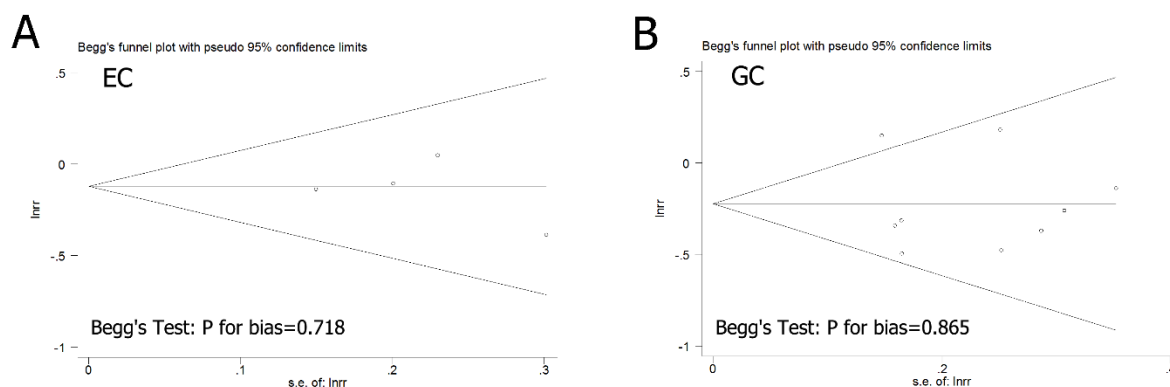 A
Begg's funnel plot with pseudo 95% confidence limits
EC
.5
0
-.5
-1
lnrr
Begg's Test: P for bias=0.718
0
.1
.2
.3
s.e. of: lnrr
B
Begg's funnel plot with pseudo 95% confidence limits
GC
.5
0
-.5
-1
lnrr
Begg's Test: P for bias=0.865
0
.2
s.e. of: lnrr